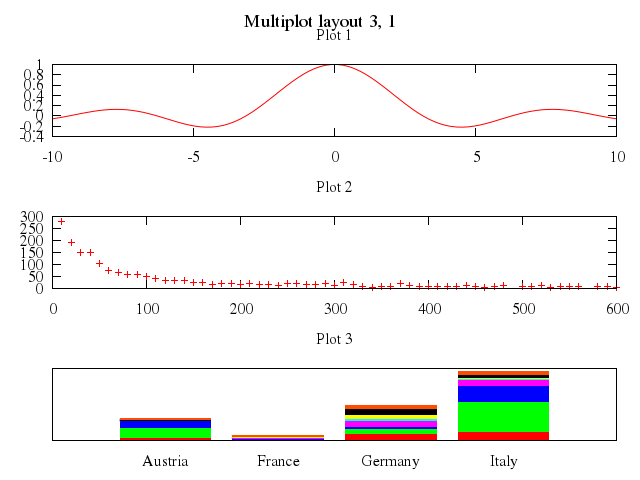 Multiplot layout 3, 1
Plot 1
1
0.8
0.6
0.4
0.2
0
-0.2
-0.4
-10 -5 0 5 10
Plot 2
300
250
200
150
100
50
0
0 100 200 300 400 500 600
Plot 3
Austria France Germany Italy